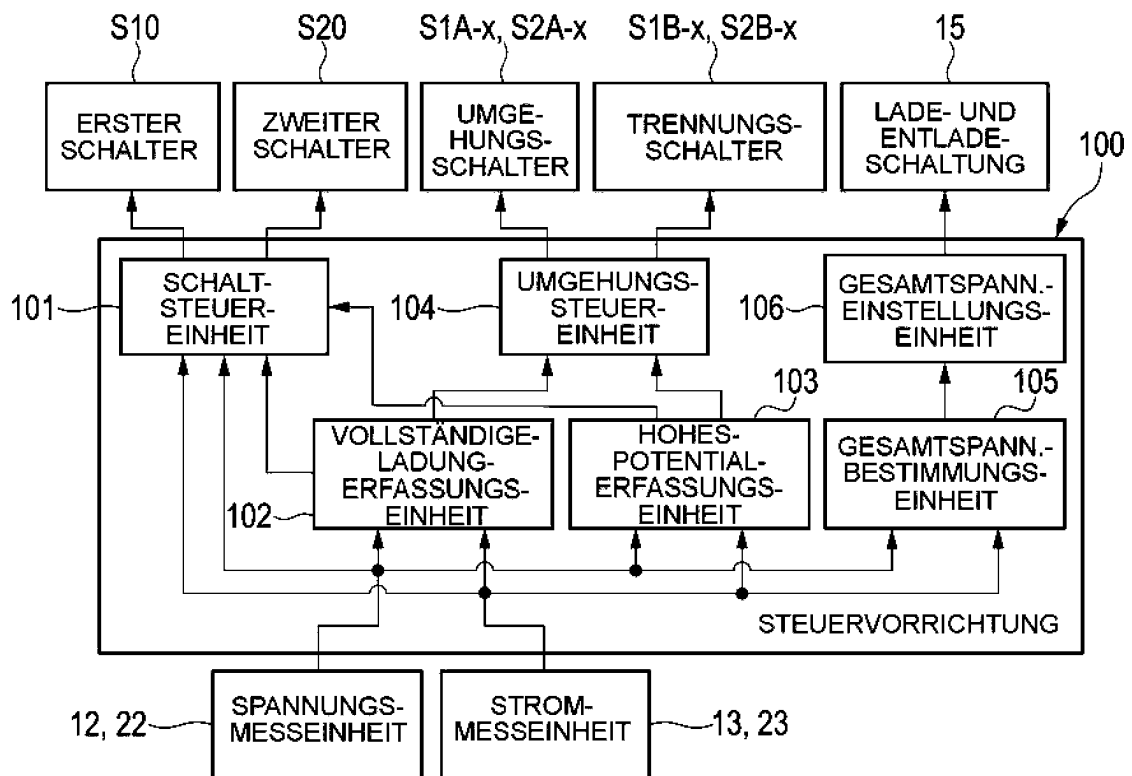 S10
S20
S1A-x, S2A-x
S1B-x, S2B-x
15
ERSTER
SCHALTER
ZWEITER
SCHALTER
UMGE-
HUNGS-
SCHALTER
TRENNUNGS-
SCHALTER
LADE- UND
ENTLADE-
SCHALTUNG
100
101
SCHALT-
STEUER-
EINHEIT
104
UMGEHUNGS-
STEUER-
EINHEIT
106
GESAMTSPANN.-
EINSTELLUNGS-
EINHEIT
102
VOLLSTÄNDIGE-
LADUNG-
ERFASSUNGS-
EINHEIT
103
HOHES-
POTENTIAL-
ERFASSUNGS-
EINHEIT
105
GESAMTSPANN.-
BESTIMMUNGS-
EINHEIT
STEUERVORRICHTUNG
12, 22
SPANNUNGS-
MESSEINHEIT
STROM-
MESSEINHEIT
13, 23